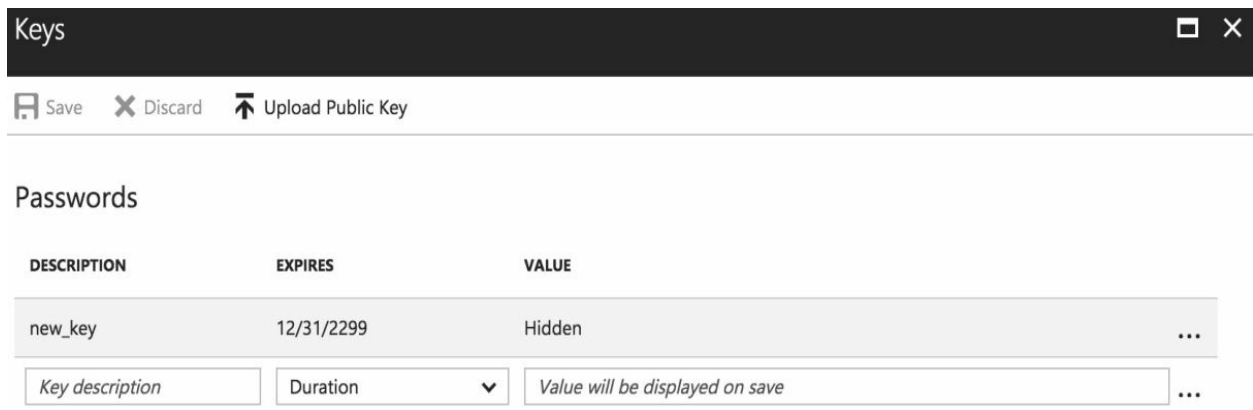 Keys
Save Discard Upload Public Key
Passwords
DESCRIPTION EXPIRES VALUE
new_key 12/31/2299 Hidden ...
Key description Duration Value will be displayed on save ...